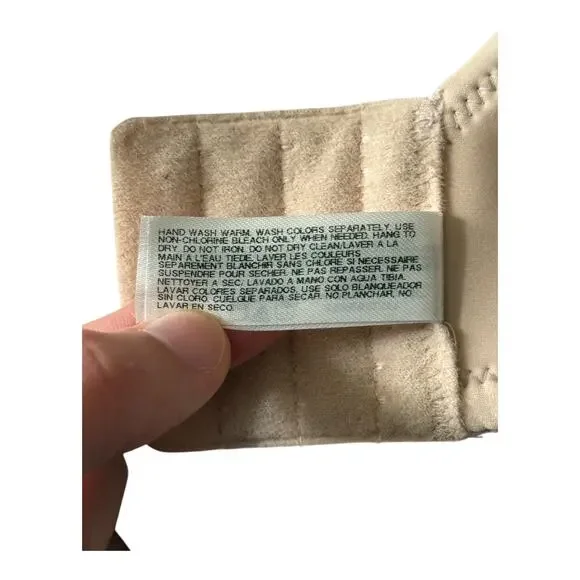 HAND WASH WARM. WASH COLORS SEPARATELY. USE
NON-CHLORINE BLEACH ONLY WHEN NEEDED. HANG TO
DRY. DO NOT IRON. DO NOT DRY CLEAN/LAVER A LA
MAIN A L'EAU TIEDE. LAVER LES COULEURS
SEPAREMENT BLANCHIR SANS CHLORE SI NECESSAIRE
SUSPENDRE POUR SECHER. NE PAS REPASSER. NE PAS
NETTOYER A SEC/ LAVADO A MANO CON AGUA TIBIA.
LAVAR COLORES SEPARADOS. USE SOLO BLANQUEADOR
SIN CLORO. CUELGUE PARA SECAR. NO PLANCHAR, NO
LAVAR EN SECO.